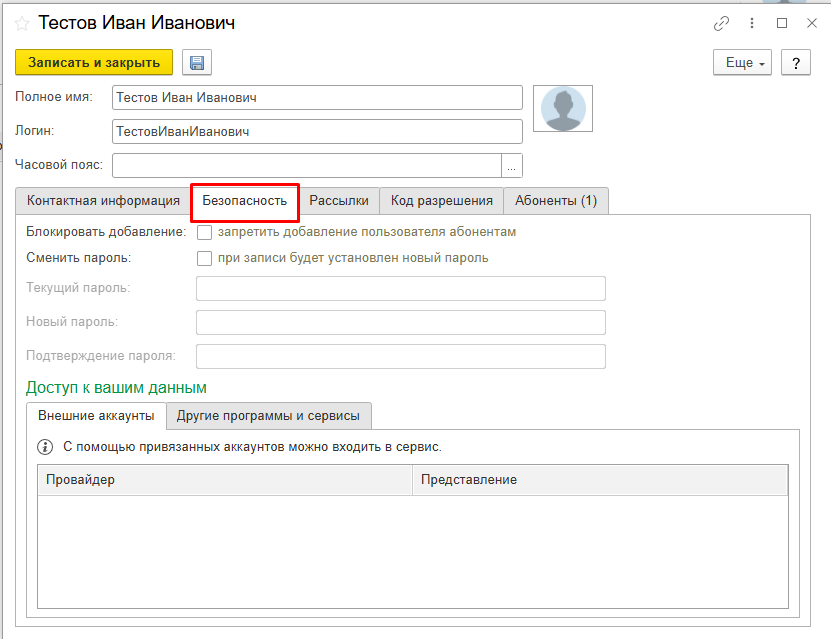 Тестов Иван Иванович
Записать и закрыть
Еще
?
Полное имя: Тестов Иван Иванович
Логин: ТестовИванИванович
Часовой пояс: ...
Контактная информация Безопасность Рассылки Код разрешения Абоненты (1)
Блокировать добавление: запретить добавление пользователя абонентам
Сменить пароль: при записи будет установлен новый пароль
Текущий пароль:
Новый пароль:
Подтверждение пароля:
Доступ к вашим данным
Внешние аккаунты Другие программы и сервисы
С помощью привязанных аккаунтов можно входить в сервис.
Провайдер Представление